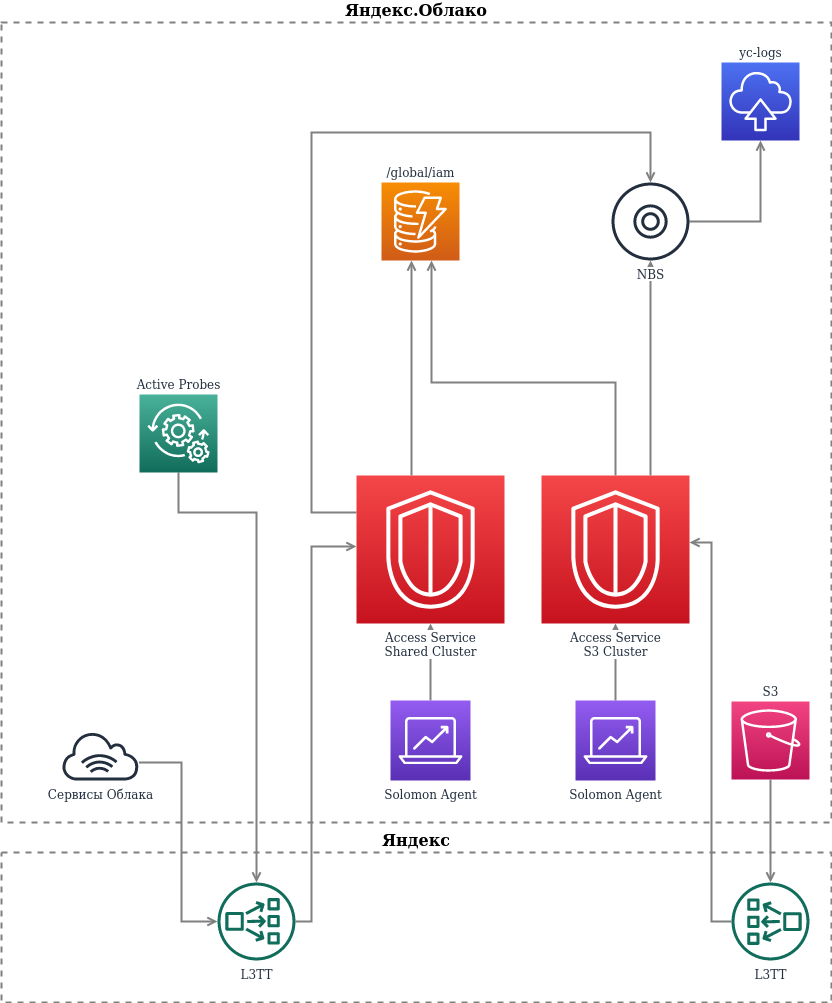 Яндекс.Облако
yc-logs
/global/iam
NBS
Active Probes
Access Service
Shared Cluster
Access Service
S3 Cluster
S3
Сервисы Облака
Solomon Agent
Solomon Agent
Яндекс
L3TT
L3TT